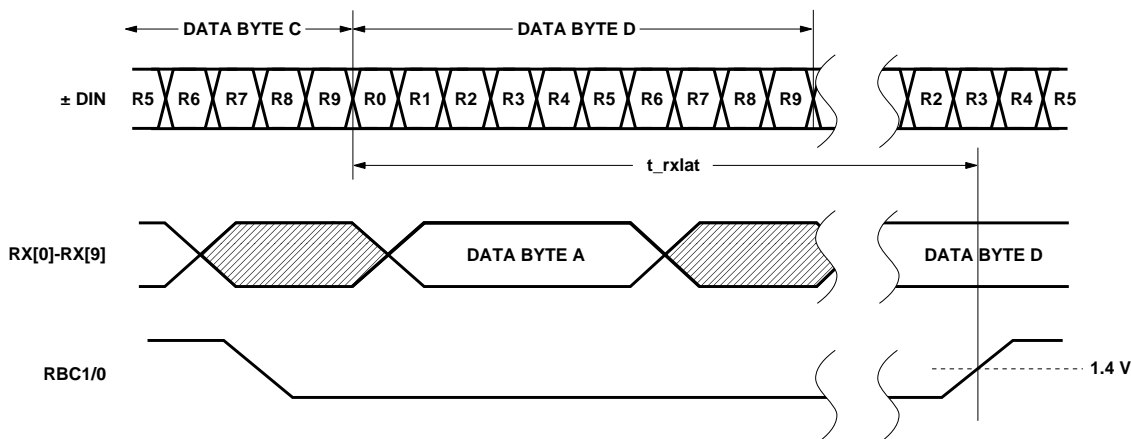 DATA BYTE C DATA BYTE D
± DIN R5 R6 R7 R8 R9 R0 R1 R2 R3 R4 R5 R6 R7 R8 R9 R2 R3 R4 R5
t_rxlat
RX[0]-RX[9] DATA BYTE A DATA BYTE D
RBC1/0 1.4 V